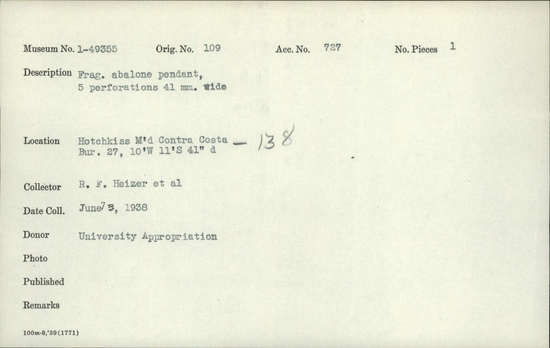 Museum No. 1-49355 Orig. No. 109 Acc. No. 727 No. Pieces 1
Description Frag. abalone pendant,
5 perforations 41 mm. wide
Location Hotchkiss M'd Contra Costa — 138
Bur. 27, 10'W 11'S 41" d
Collector R. F. Heizer et al
Date Coll. June 1938
Donor University Appropriation
Photo
Published
Remarks
100m-8,'39(1771)